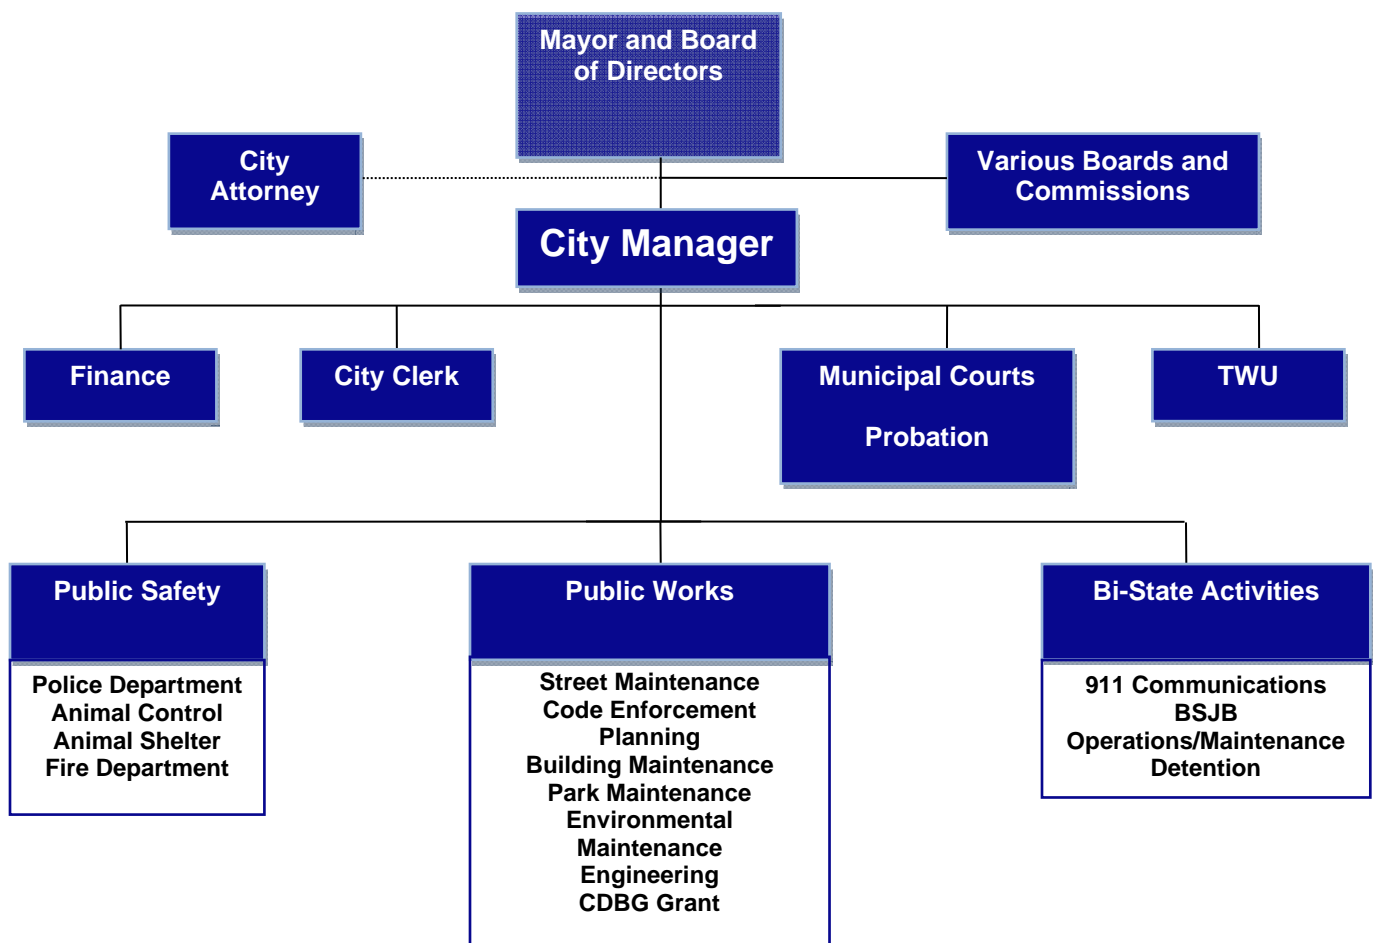 Mayor and Board
of Directors
City
Attorney
Various Boards and
Commissions
City Manager
Finance
City Clerk
Municipal Courts
Probation
TWU
Public Safety
Police Department
Animal Control
Animal Shelter
Fire Department
Public Works
Street Maintenance
Code Enforcement
Planning
Building Maintenance
Park Maintenance
Environmental
Maintenance
Engineering
CDBG Grant
Bi-State Activities
911 Communications
BSJB
Operations/Maintenance
Detention